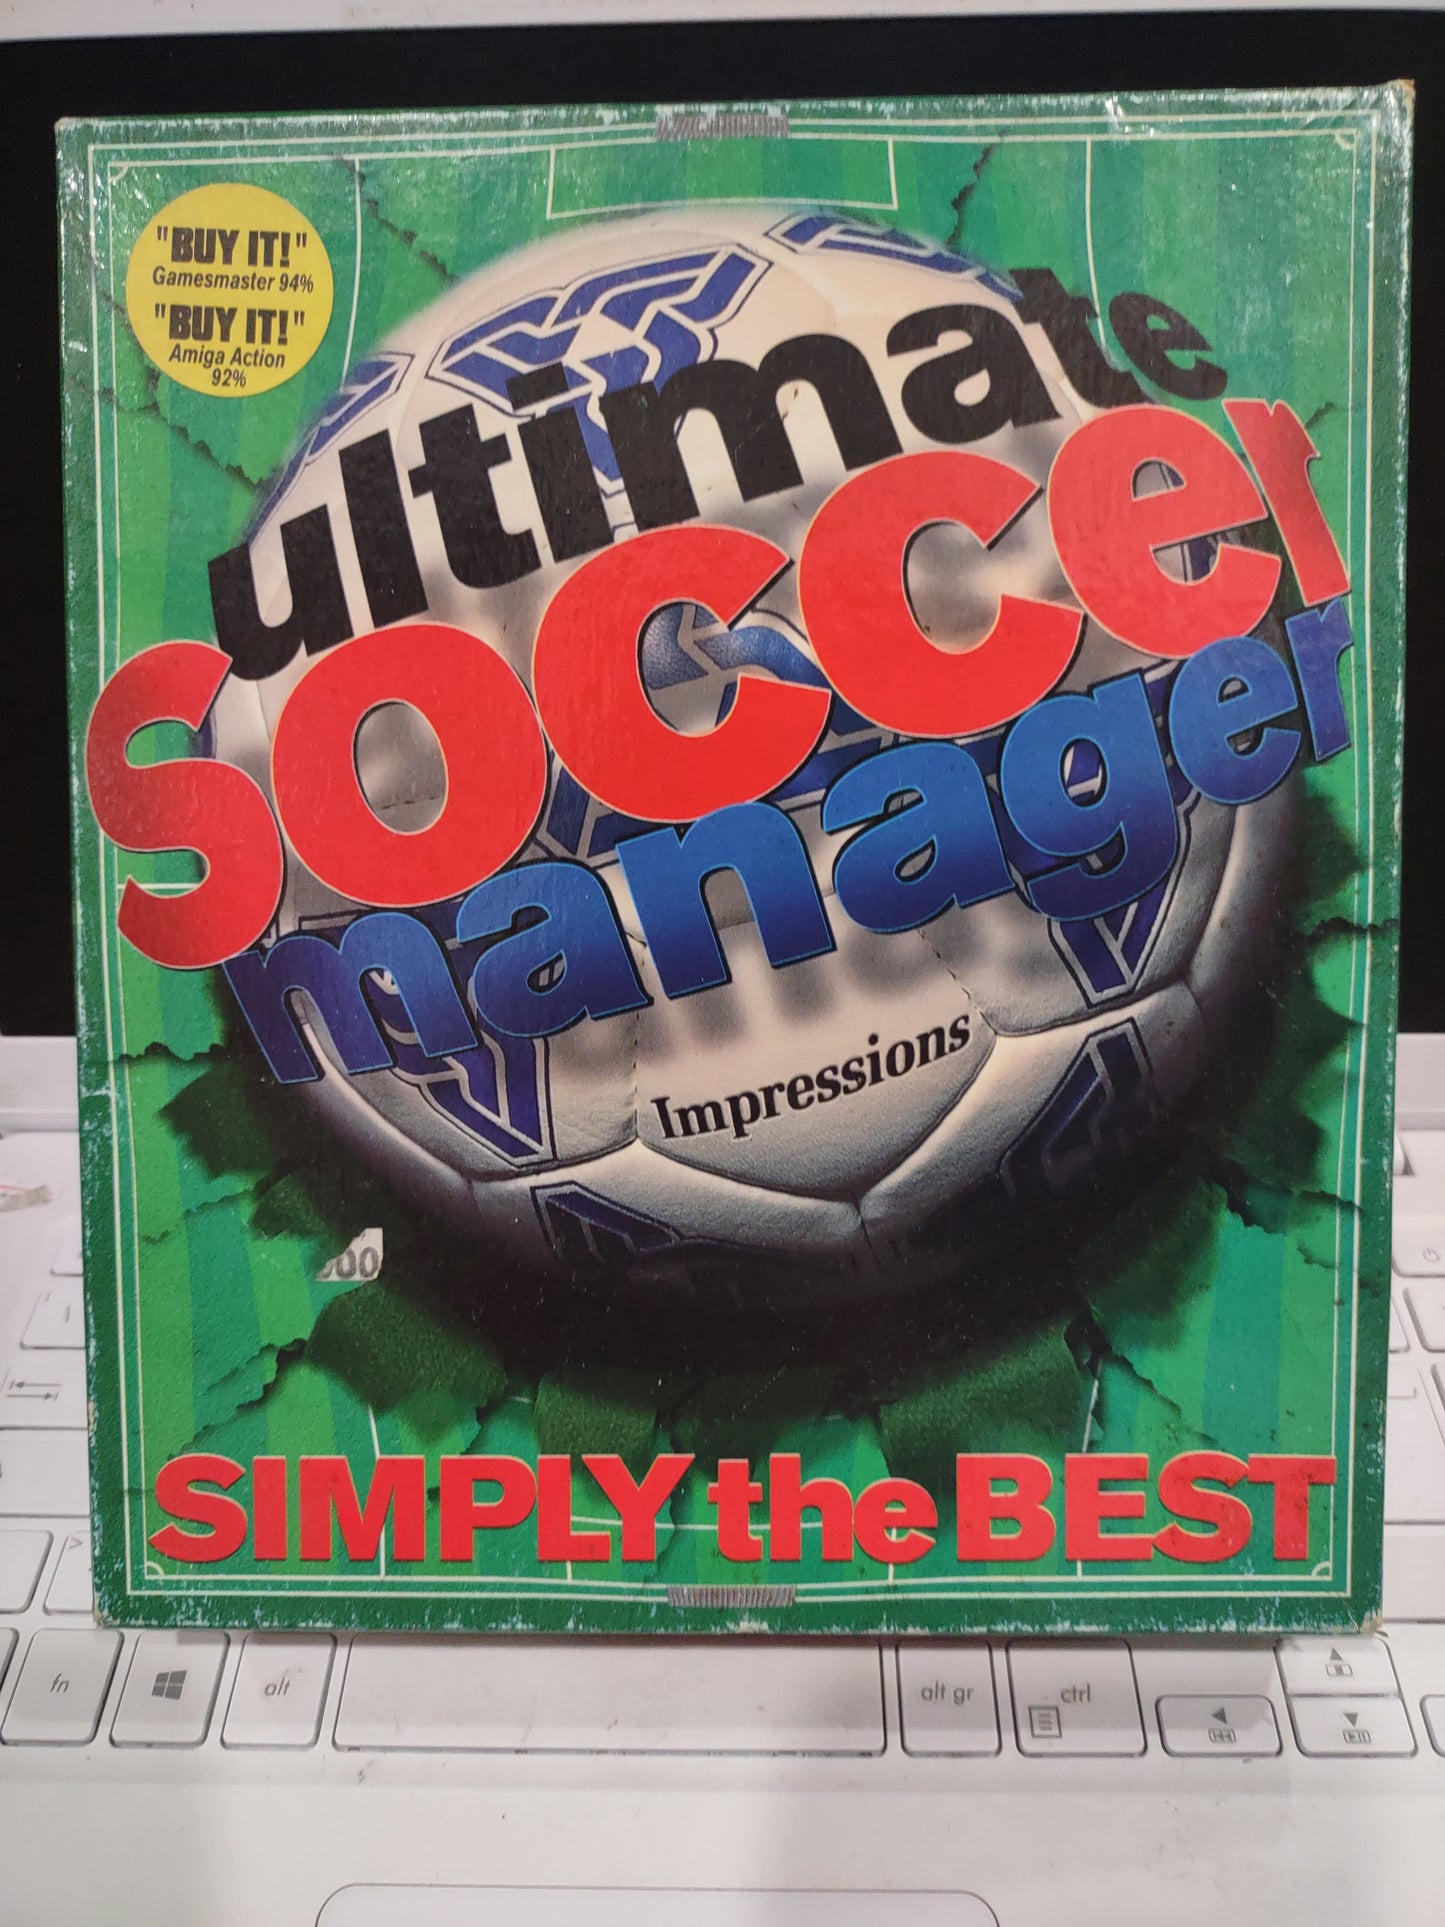 "BUY IT!"
Gamesmaster 94%
"BUY IT!"
Amiga Action
92%
ultimate
soccer
manager
Impressions
00
SIMPLY the BEST
fn
alt
alt gr
ctrl